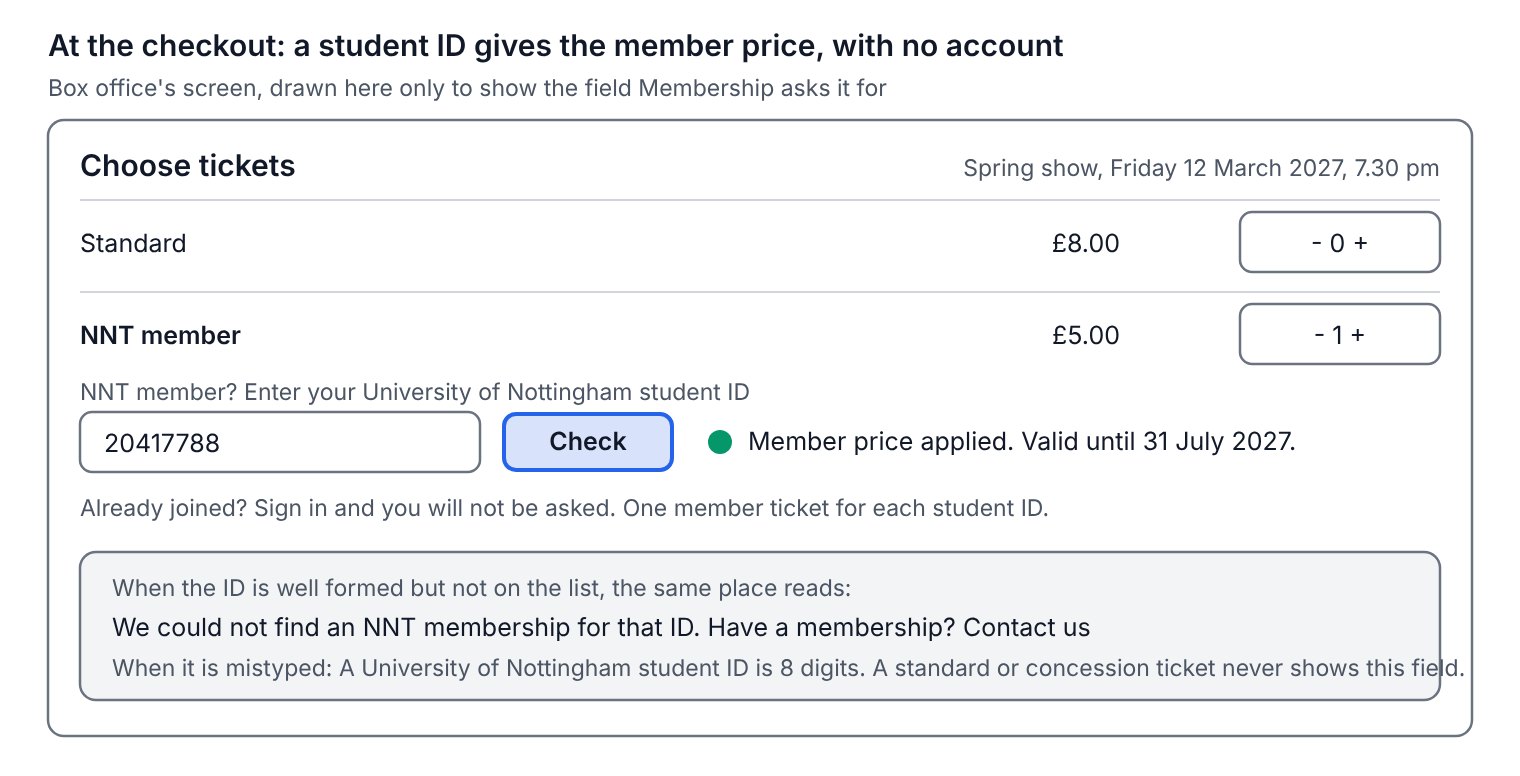 At the checkout: a student ID gives the member price, with no account
Box office's screen, drawn here only to show the field Membership asks it for
Choose tickets
Spring show, Friday 12 March 2027, 7.30 pm
Standard £8.00 - 0 +
NNT member £5.00 - 1 +
NNT member? Enter your University of Nottingham student ID
20417788 Check Member price applied. Valid until 31 July 2027.
Already joined? Sign in and you will not be asked. One member ticket for each student ID.
When the ID is well formed but not on the list, the same place reads:
We could not find an NNT membership for that ID. Have a membership? Contact us
When it is mistyped: A University of Nottingham student ID is 8 digits. A standard or concession ticket never shows this field.